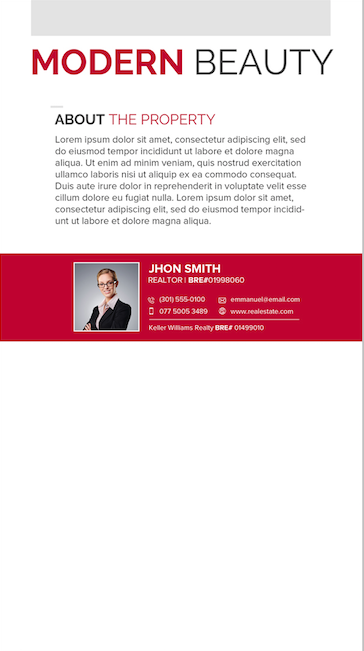 MODERN BEAUTY
ABOUT THE PROPERTY
Lorem ipsum dolor sit amet, consectetur adipiscing elit, sed
do eiusmod tempor incididunt ut labore et dolore magna
aliqua. Ut enim ad minim veniam, quis nostrud exercitation
ullamco laboris nisi ut aliquip ex ea commodo consequat.
Duis aute irure dolor in reprehenderit in voluptate velit esse
cillum dolore eu fugiat nulla. Lorem ipsum dolor sit amet,
consectetur adipiscing elit, sed do eiusmod tempor incidid-
unt ut labore et dolore magna aliqua.
JHON SMITH
REALTOR | BRE#01998060
(301) 555-0100 emmanuel@email.com
077 5005 3489 www.realestate.com
Keller Williams Realty BRE# 01499010